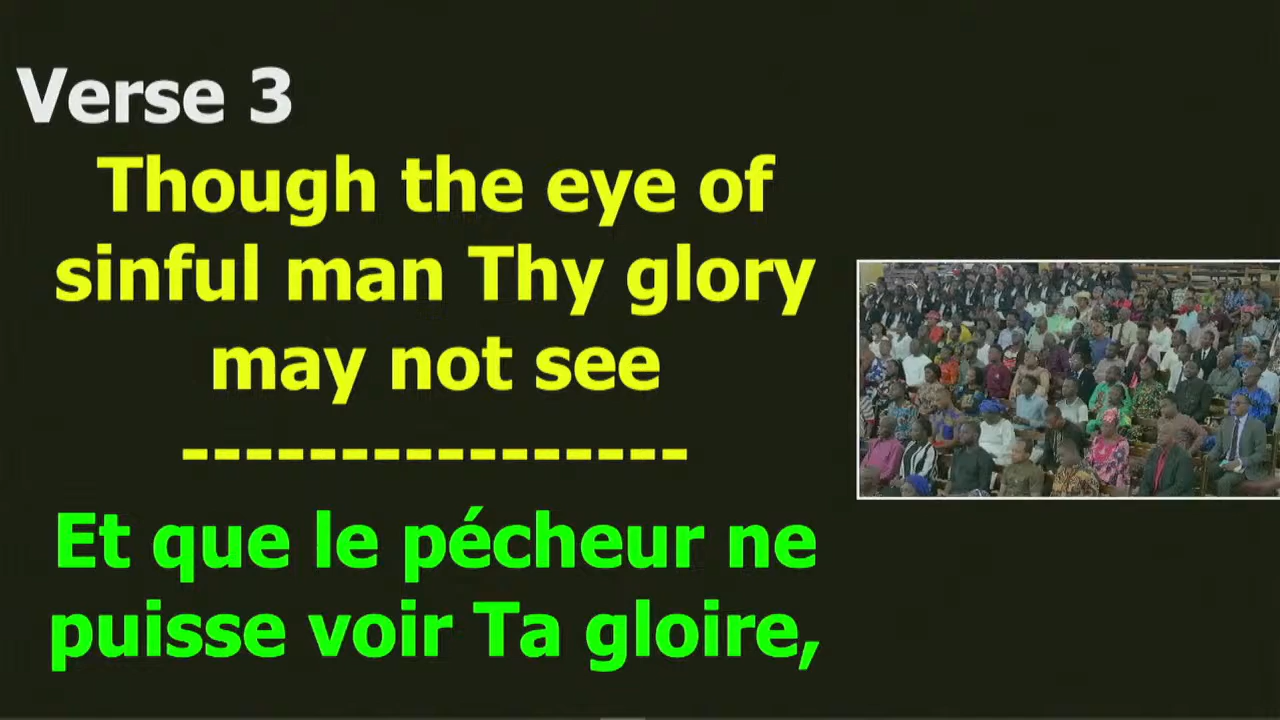 Verse 3
Though the eye of
sinful man Thy glory
may not see
-----------------
Et que le pécheur ne
puisse voir Ta gloire,